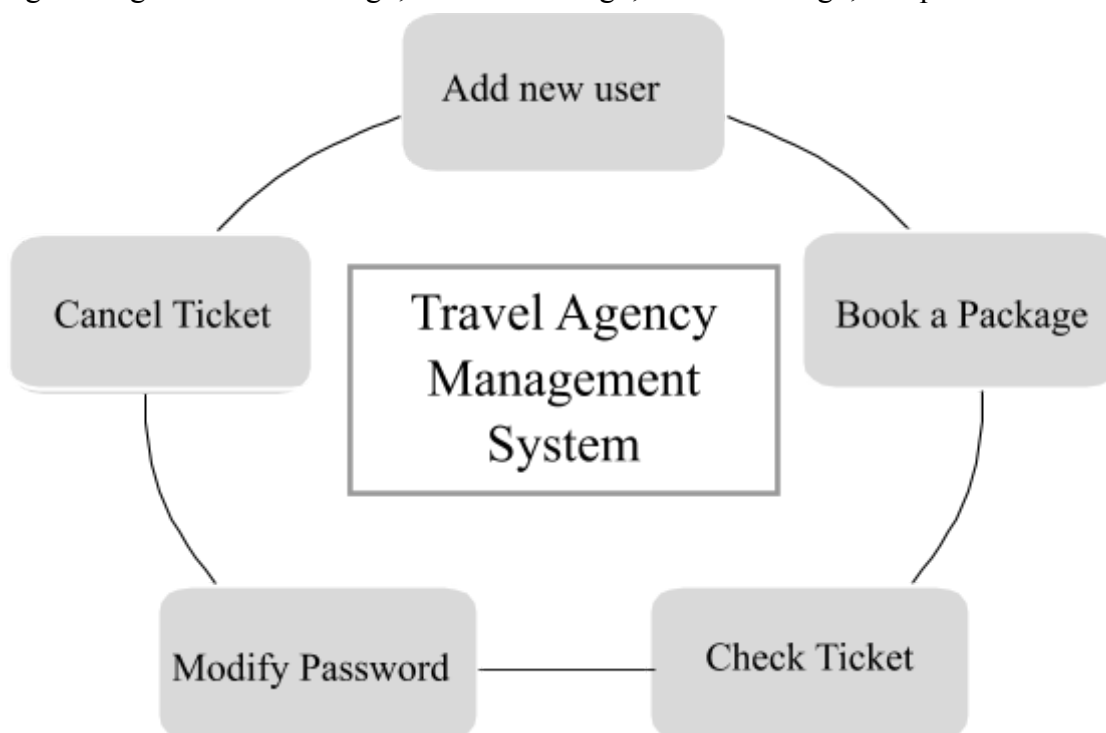 Add new user
Cancel Ticket
Travel Agency
Management
System
Book a Package
Modify Password
Check Ticket